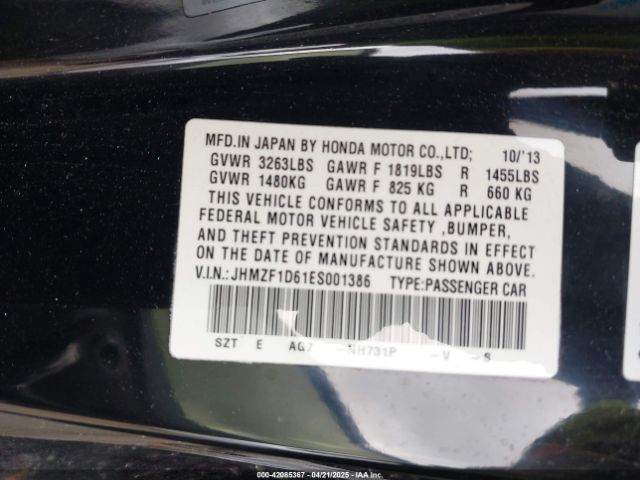 MFD.IN JAPAN BY HONDA MOTOR CO.,LTD; 10/'13
GVWR 3263LBS GAWR F 1819LBS R 1455LBS
GVWR 1480KG GAWR F 825 KG R 660 KG
THIS VEHICLE CONFORMS TO ALL APPLICABLE
FEDERAL MOTOR VEHICLE SAFETY ,BUMPER,
AND THEFT PREVENTION STANDARDS IN EFFECT
ON THE DATE OF MANUFACTURE SHOWN ABOVE.
V.I.N.:JHMZF1D61ES001386 TYPE:PASSENGER CAR
SZT E AG7 -NH731P -V -S
000-42085367 - 04/21/2025 - IAAI.com